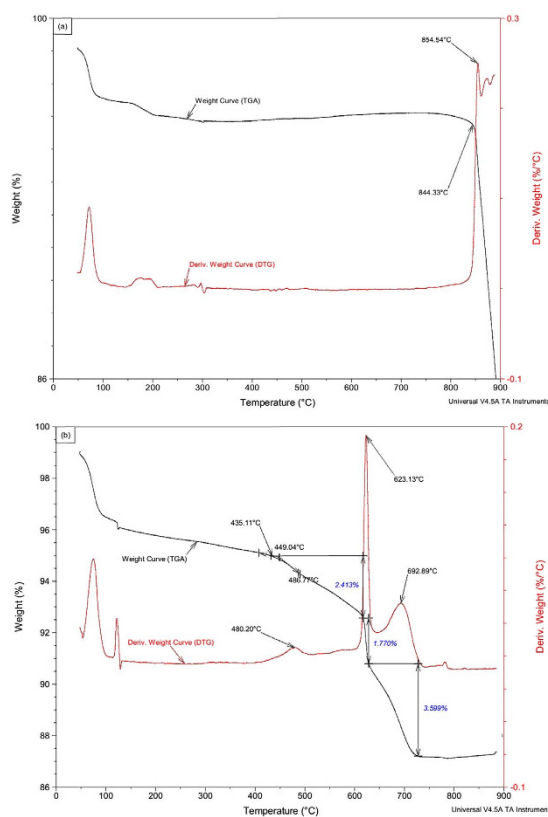 100
(a)
0.3
854.54°C
Weight Curve (TGA)
844.33°C
Weight (%)
Deriv. Weight (%/°C)
Deriv. Weight Curve (DTG)
86
-0.1
0 100 200 300 400 500 600 700 800 900
Temperature (°C)
Universal V4.5A TA Instruments
100
(b)
0.2
98
623.13°C
96
435.11°C
449.04°C
Weight Curve (TGA)
94
486.77°C
2.413%
692.89°C
Weight (%)
Deriv. Weight (%/°C)
92
480.20°C
1.770%
Deriv. Weight Curve (DTG)
90
3.599%
88
86
-0.1
0 100 200 300 400 500 600 700 800 900
Temperature (°C)
Universal V4.5A TA Instrument